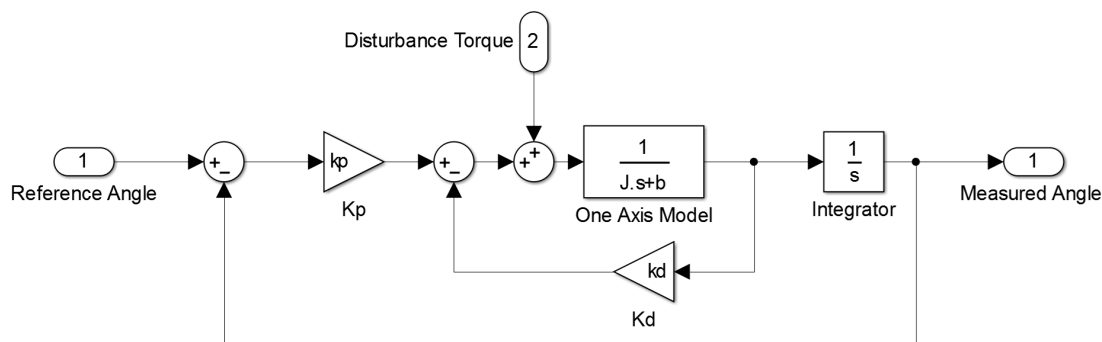 Disturbance Torque 2
1
Reference Angle
+
−
kp
Kp
+
−
+
+
1
J.s+b
One Axis Model
1
s
Integrator
1
Measured Angle
kd
Kd